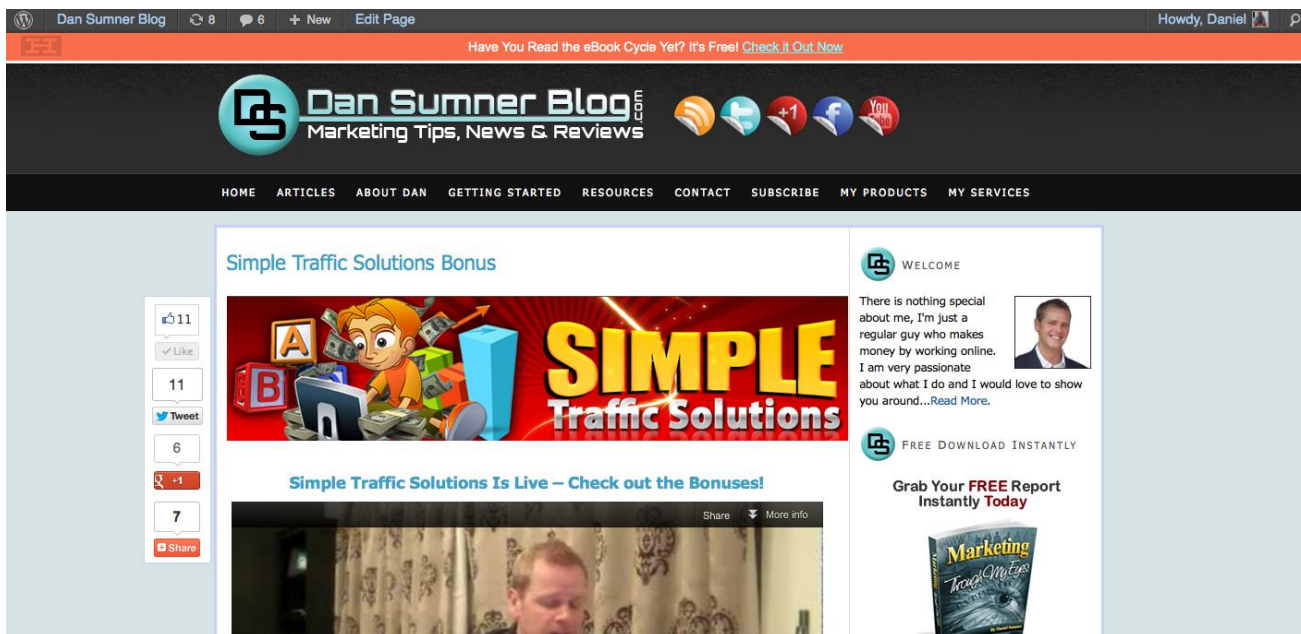 Dan Sumner Blog 8 6 + New Edit Page Howdy, Daniel
Have You Read the eBook Cycle Yet? It's Free! Check it Out Now
DS Dan Sumner Blog.com
Marketing Tips, News & Reviews
+1 f You Tube
HOME ARTICLES ABOUT DAN GETTING STARTED RESOURCES CONTACT SUBSCRIBE MY PRODUCTS MY SERVICES
Simple Traffic Solutions Bonus
11
Like
11
Tweet
6
+1
7
Share
A
B
SIMPLE
Traffic Solutions
Simple Traffic Solutions Is Live – Check out the Bonuses!
Share More info
DS WELCOME
There is nothing special
about me, I'm just a
regular guy who makes
money by working online.
I am very passionate
about what I do and I would love to show
you around...Read More.
DS FREE DOWNLOAD INSTANTLY
Grab Your FREE Report
Instantly Today
Marketing
Through My Eyes
By Daniel Sumner